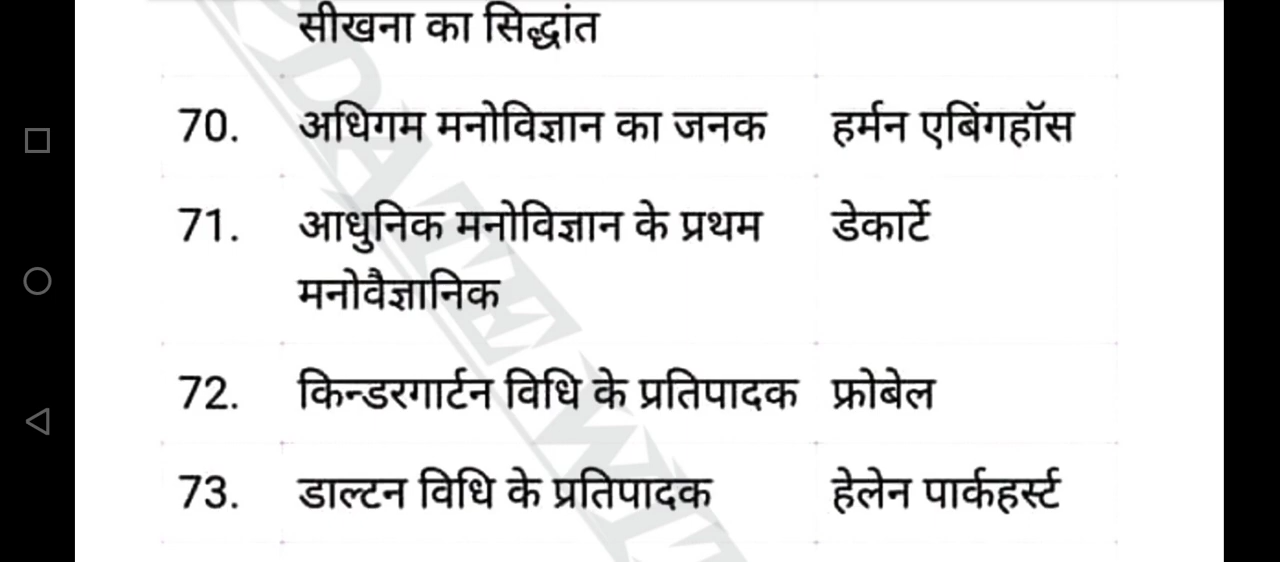 सीखना का सिद्धांत
70. अधिगम मनोविज्ञान का जनक हर्मन एबिंगहॉस
71. आधुनिक मनोविज्ञान के प्रथम डेकार्टे
मनोवैज्ञानिक
72. किन्डरगार्टन विधि के प्रतिपादक फ्रोबेल
73. डाल्टन विधि के प्रतिपादक हेलेन पार्कहर्स्ट